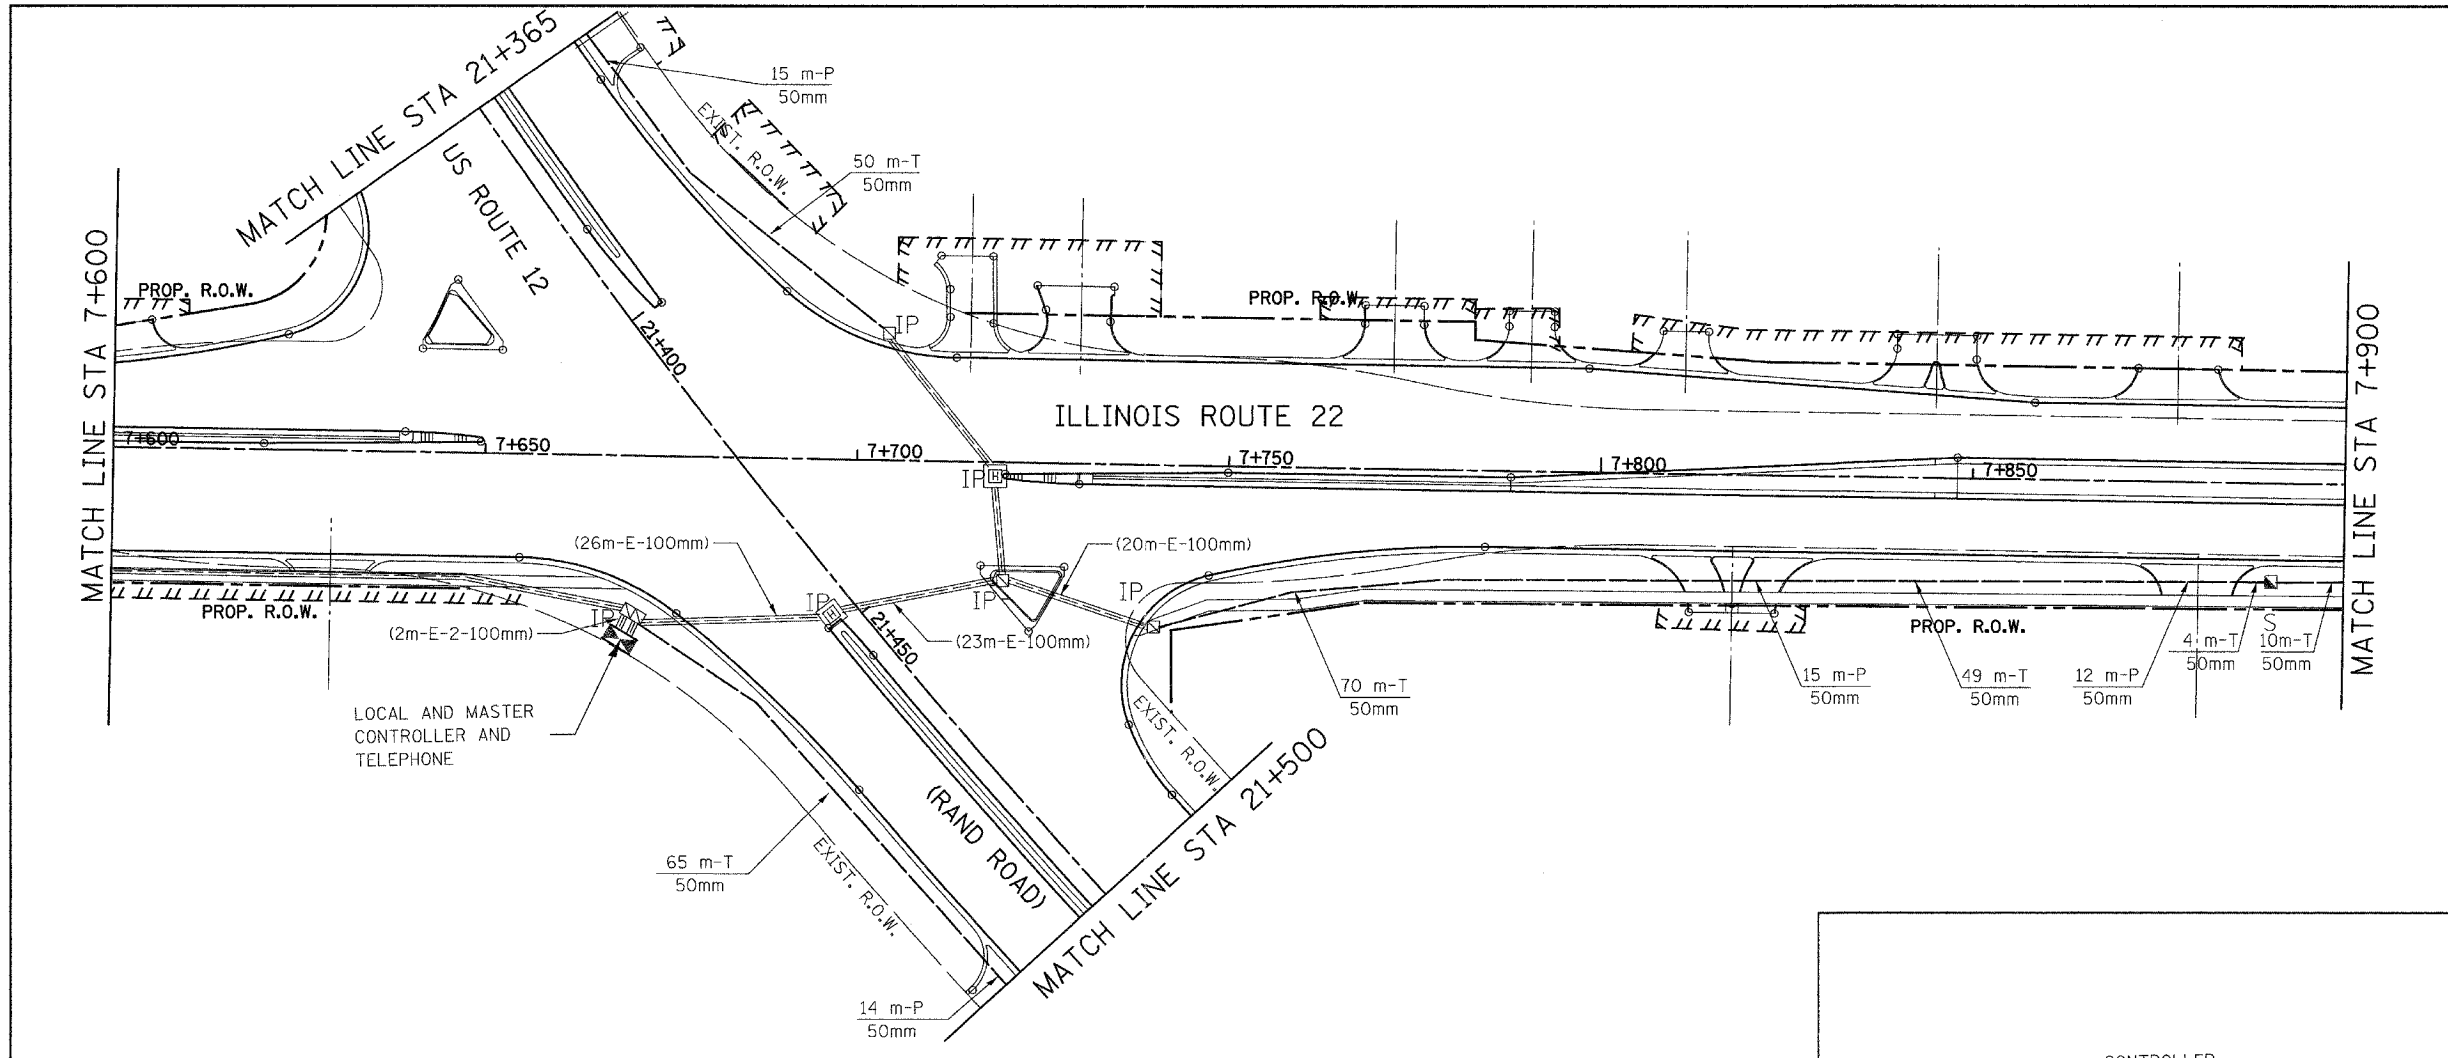 MATCH LINE STA 21+365
15 m-P
50mm
EXIST. R.O.W.
US ROUTE 12
50 m-T
50mm
MATCH LINE STA 7+600
PROP. R.O.W.
PROP. R.O.W.
IP
21+400
MATCH LINE STA 7+900
ILLINOIS ROUTE 22
7+600
7+650
7+700
7+750
7+800
7+850
IP
H
(26m-E-100mm)
(20m-E-100mm)
IP
IP
IP
IP
H
PROP. R.O.W.
(2m-E-2-100mm)
21+450
(23m-E-100mm)
PROP. R.O.W.
S
4 m-T
50mm
10m-T
50mm
70 m-T
50mm
15 m-P
50mm
49 m-T
50mm
12 m-P
50mm
LOCAL AND MASTER
CONTROLLER AND
TELEPHONE
EXIST. R.O.W.
MATCH LINE STA 21+500
(RAND ROAD)
65 m-T
50mm
EXIST. R.O.W.
14 m-P
50mm
CONTROLLER